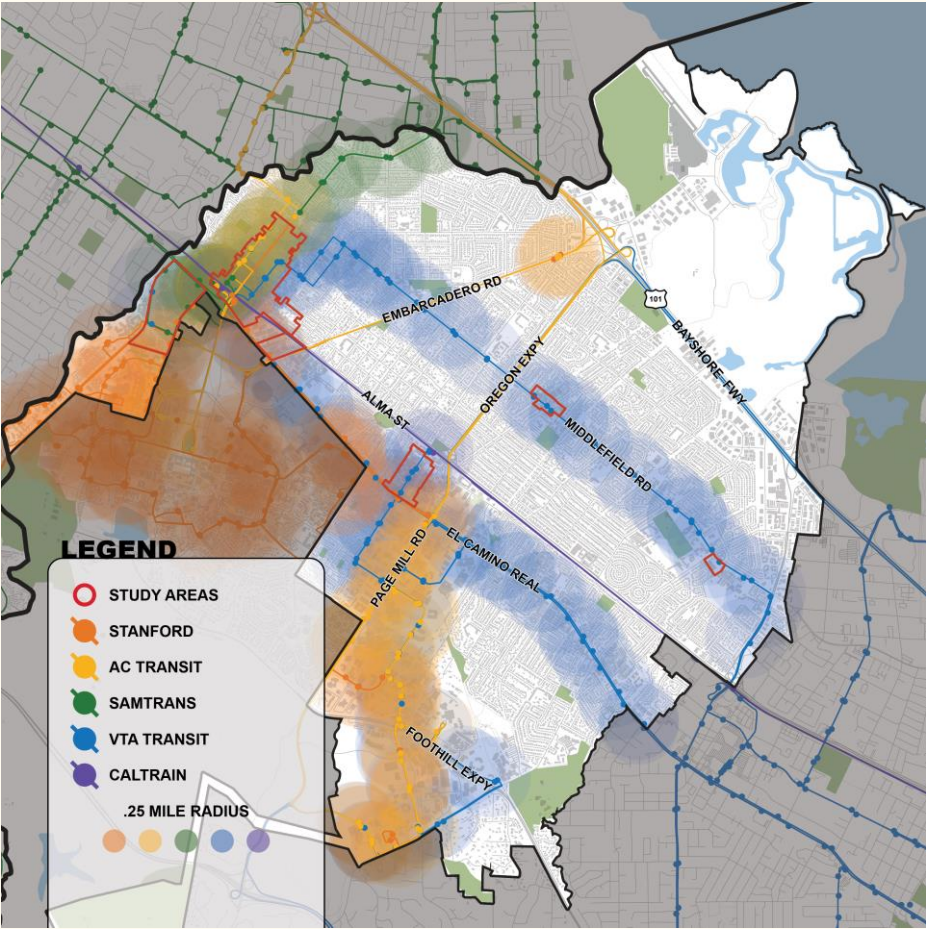 EMBARCADERO RD
OREGON EXPY
101
BAYSHORE FWY
ALMA ST
MIDDLEFIELD RD
EL CAMINO REAL
PAGE MILL RD
FOOTHILL EXPY
LEGEND
STUDY AREAS
STANFORD
AC TRANSIT
SAMTRANS
VTA TRANSIT
CALTRAIN
.25 MILE RADIUS